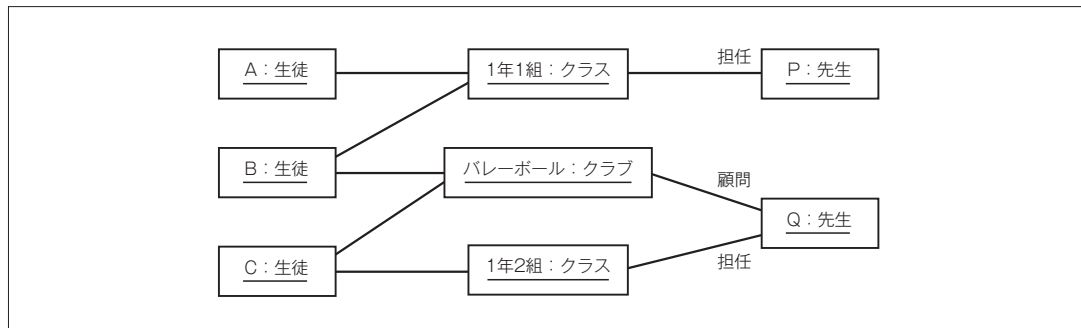 担任
A：生徒
1年1組：クラス
P：先生
B：生徒
バレーボール：クラブ
顧問
Q：先生
C：生徒
1年2組：クラス
担任